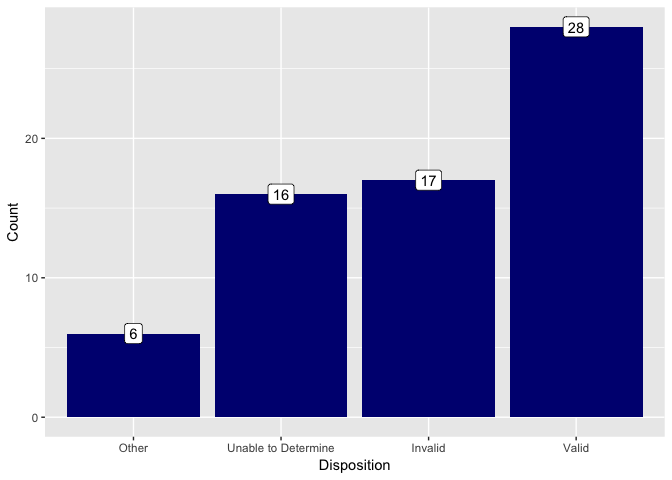 28
20
17
16
Count
10
6
0
Other Unable to Determine Invalid Valid
Disposition